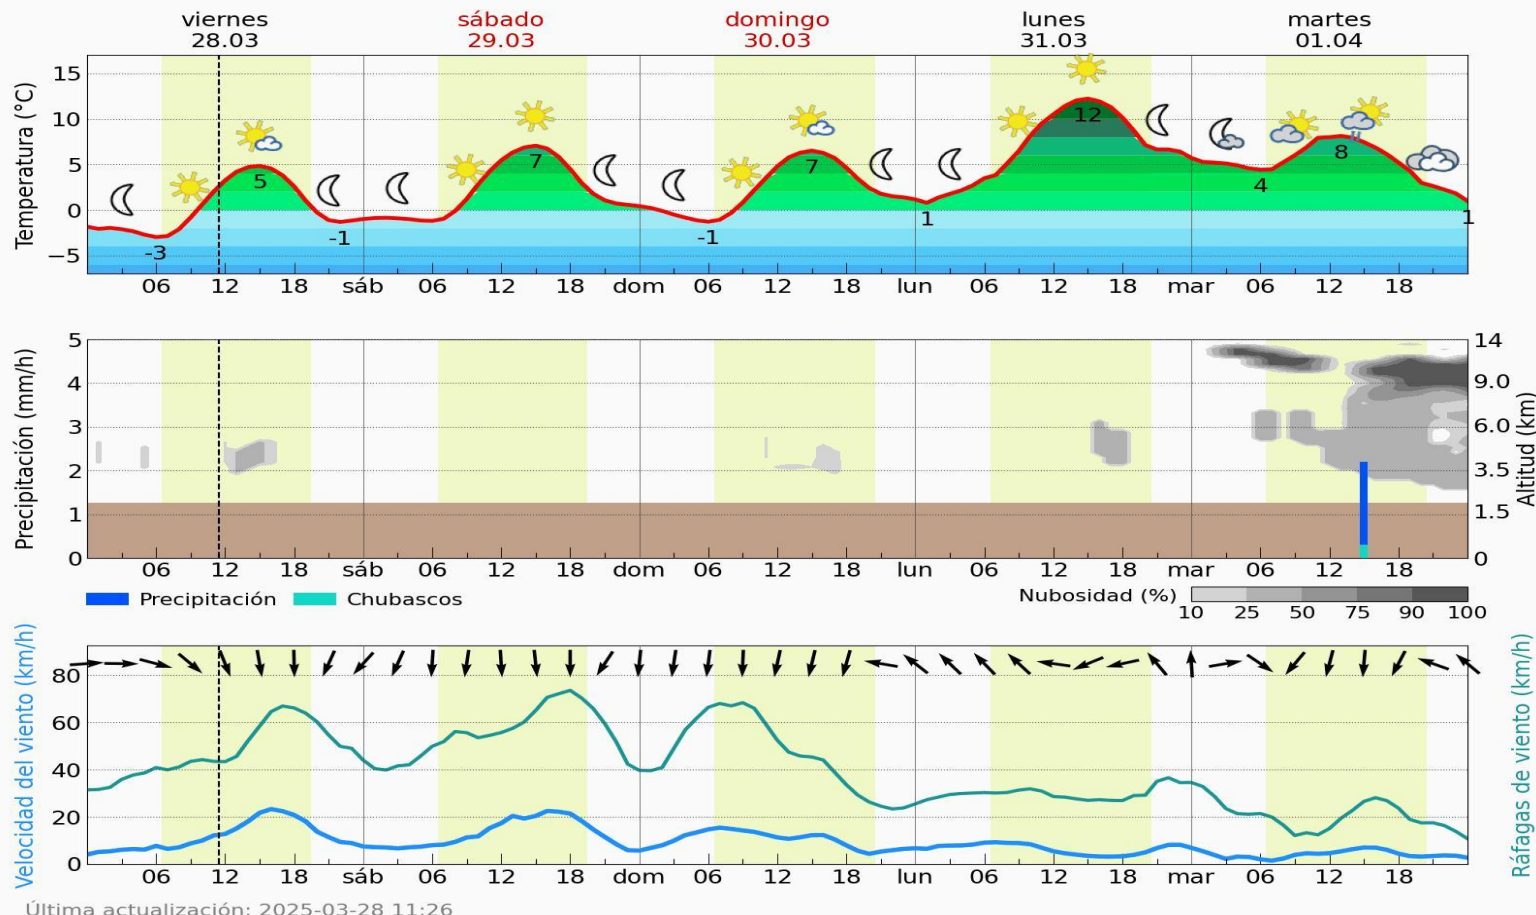 viernes sábado domingo lunes martes
28.03 29.03 30.03 31.03 01.04
Temperatura (°C)
15
10
5
0
−5
5 7 7 12 8
-3 -1 -1 1 4 1
06 12 18 sáb 06 12 18 dom 06 12 18 lun 06 12 18 mar 06 12 18
Precipitación (mm/h)
5
4
3
2
1
0
14
9.0
6.0
3.5
1.5
0
Altitud (km)
06 12 18 sáb 06 12 18 dom 06 12 18 lun 06 12 18 mar 06 12 18
Precipitación Chubascos
Nubosidad (%)
10 25 50 75 90 100
Velocidad del viento (km/h)
80
60
40
20
0
Ráfagas de viento (km/h)
06 12 18 sáb 06 12 18 dom 06 12 18 lun 06 12 18 mar 06 12 18
Última actualización: 2025-03-28 11:26